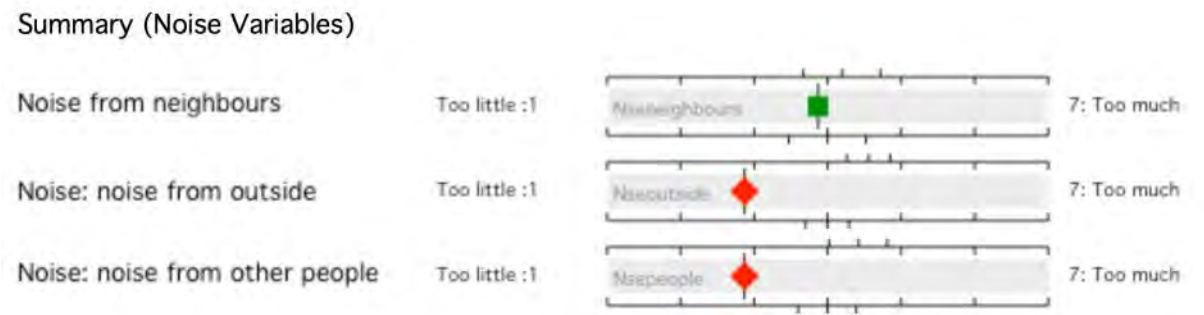 Summary (Noise Variables)
Noise from neighbours Too little :1 Nseneighbours 7: Too much
Noise: noise from outside Too little :1 Nseoutside 7: Too much
Noise: noise from other people Too little :1 Nsepeople 7: Too much